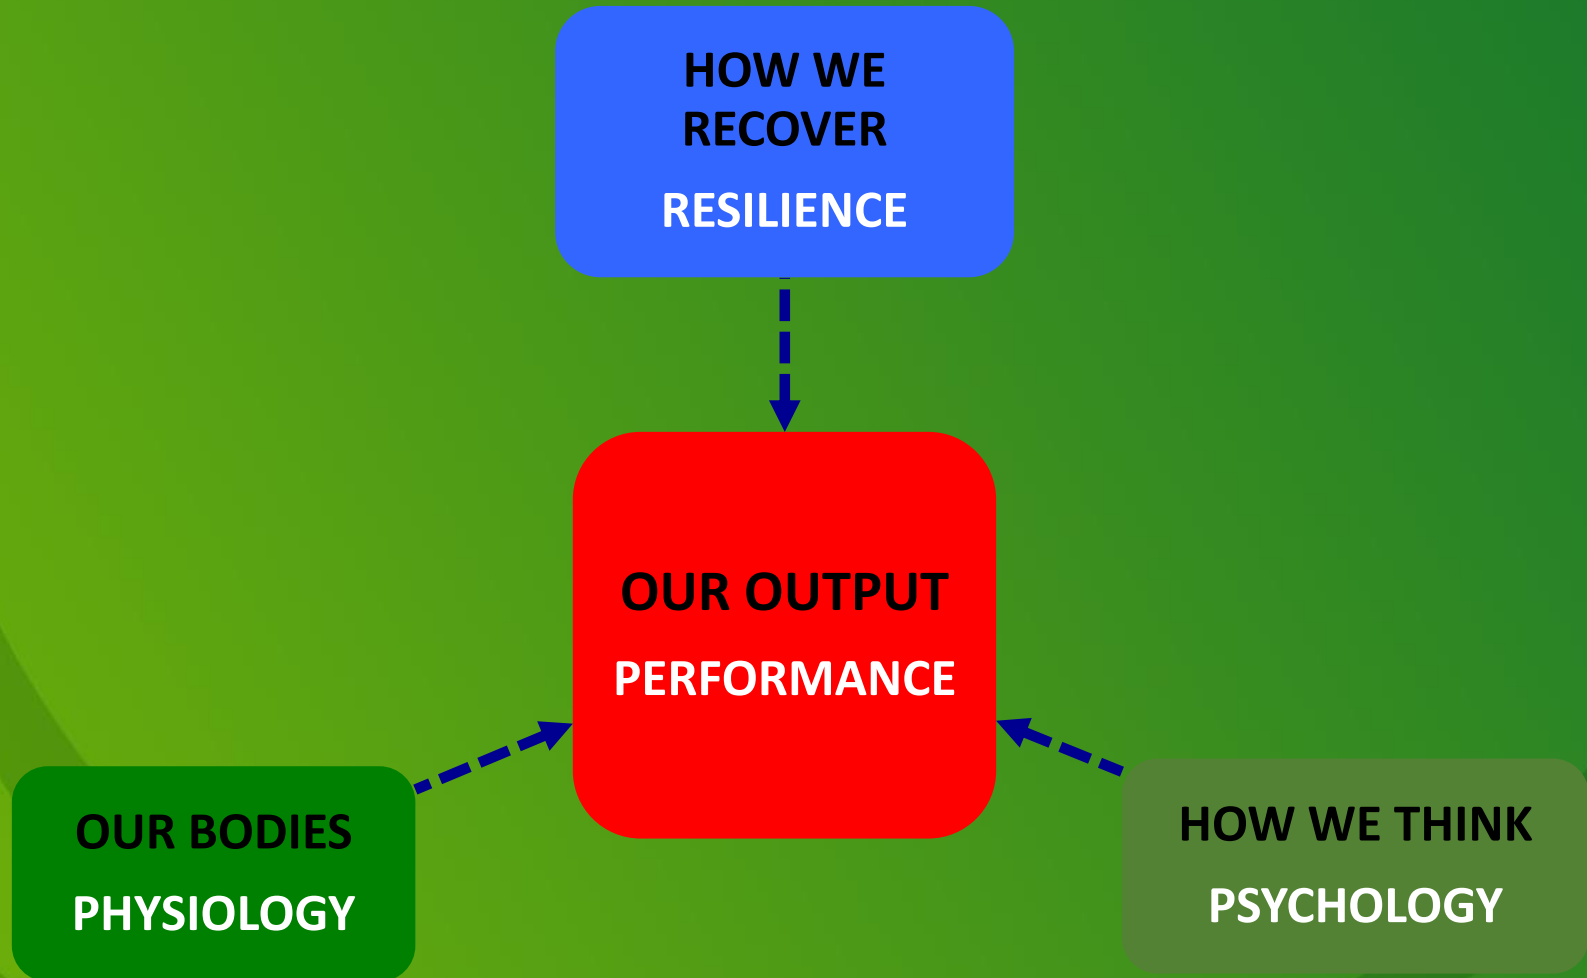 HOW WE
RECOVER
RESILIENCE
OUR OUTPUT
PERFORMANCE
OUR BODIES
PHYSIOLOGY
HOW WE THINK
PSYCHOLOGY